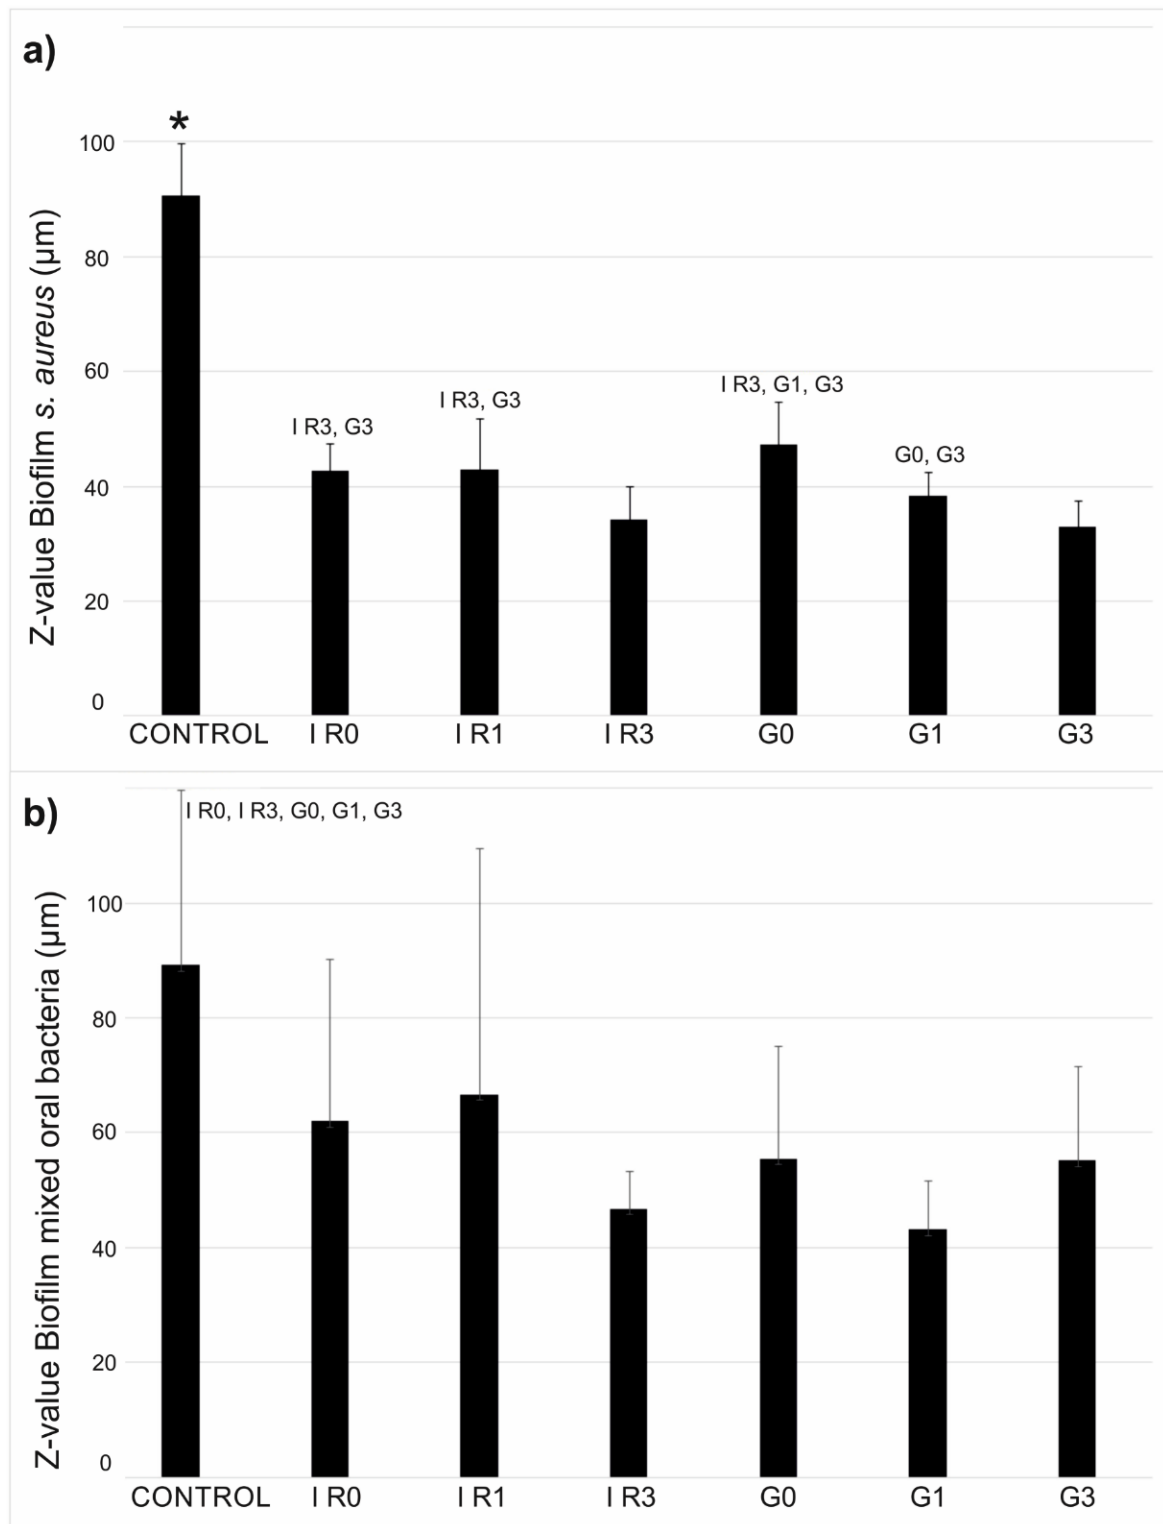 a)
*
100
80
60
40
20
0
Z-value Biofilm s. aureus (µm)
I R3, G3
I R3, G3
I R3, G1, G3
G0, G3
CONTROL I R0 I R1 I R3 G0 G1 G3
b)
I R0, I R3, G0, G1, G3
100
80
60
40
20
0
Z-value Biofilm mixed oral bacteria (µm)
CONTROL I R0 I R1 I R3 G0 G1 G3